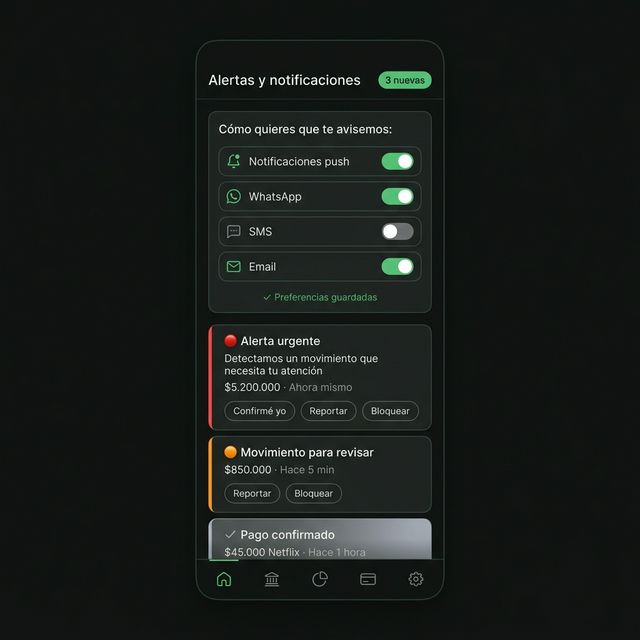 Alertas y notificaciones
3 nuevas
Cómo quieres que te avisemos:
Notificaciones push
WhatsApp
SMS
Email
✓ Preferencias guardadas
Alerta urgente
Detectamos un movimiento que
necesita tu atención
$5.200.000 · Ahora mismo
Confirmé yo
Reportar
Bloquear
Movimiento para revisar
$850.000 · Hace 5 min
Reportar
Bloquear
✓ Pago confirmado
$45.000 Netflix · Hace 1 hora